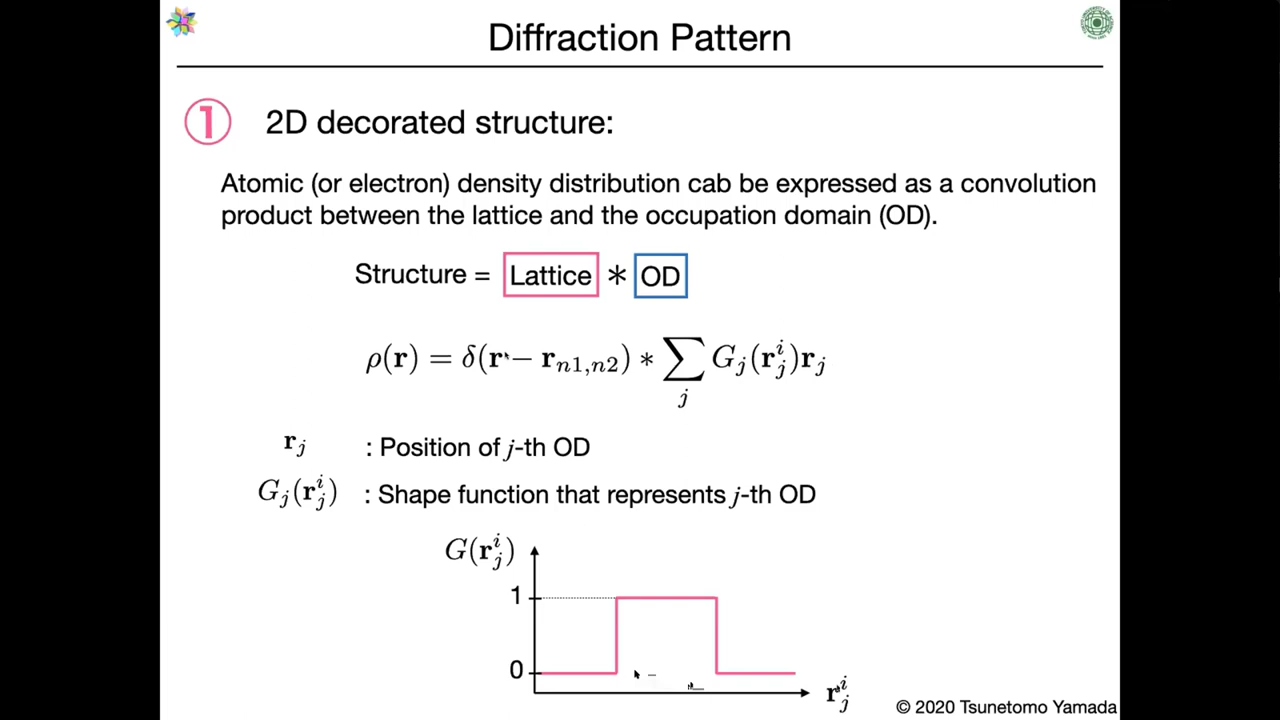 Diffraction Pattern
① 2D decorated structure:
Atomic (or electron) density distribution cab be expressed as a convolution
product between the lattice and the occupation domain (OD).
Structure = Lattice * OD
ρ(𝐫) = δ(𝐫 − 𝐫ₙ₁,ₙ₂) * ∑ⱼ Gⱼ(𝐫ⱼⁱ)𝐫ⱼ
𝐫ⱼ : Position of j-th OD
Gⱼ(𝐫ⱼⁱ) : Shape function that represents j-th OD
G(𝐫ⱼⁱ)
1
0
𝐫ⱼⁱ
© 2020 Tsunetomo Yamada